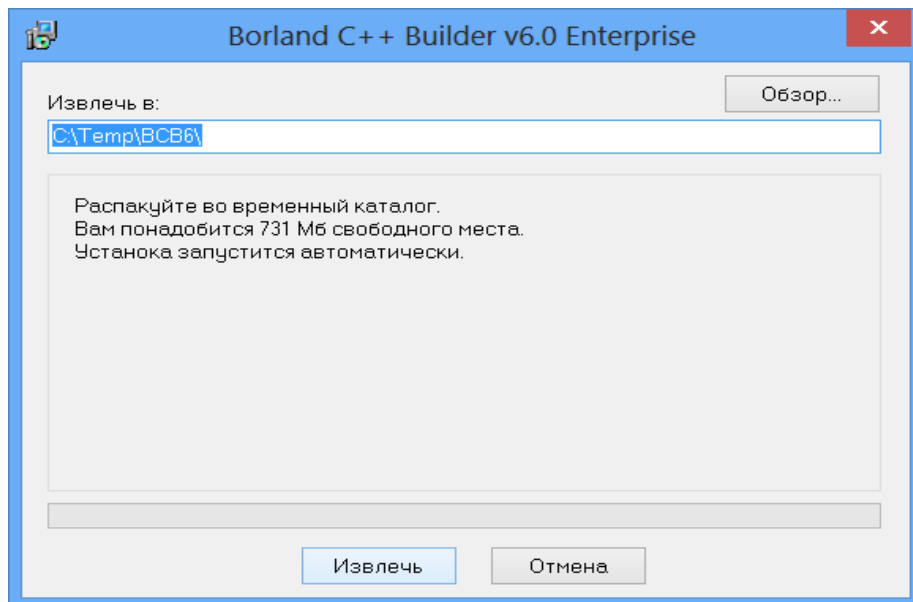 Borland C++ Builder v6.0 Enterprise
Обзор...
Извлечь в:
C:\Temp\BCB6\
Распакуйте во временный каталог.
Вам понадобится 731 Мб свободного места.
Устанока запустится автоматически.
Извлечь
Отмена